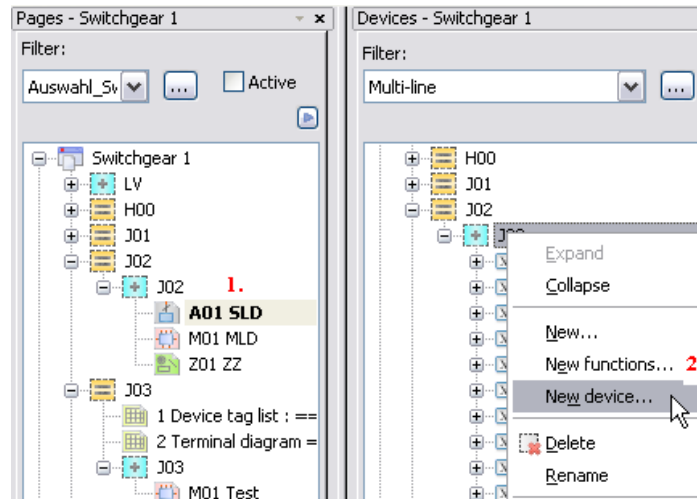 Pages - Switchgear 1
Filter:
Auswahl_Sv ...
Active
Switchgear 1
LV
H00
J01
J02
J02 1.
A01 SLD
M01 MLD
Z01 ZZ
J03
1 Device tag list : ==
2 Terminal diagram =
J03
M01 Test
Devices - Switchgear 1
Filter:
Multi-line ...
H00
J01
J02
Expand
Collapse
New...
New functions... 2
New device...
Delete
Rename